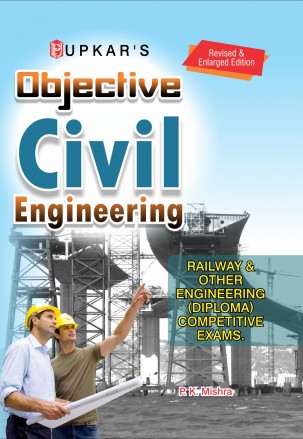 UPKAR'S
Revised &
Enlarged Edition
Objective
Civil
Engineering
RAILWAY &
OTHER
ENGINEERING
(DIPLOMA)
COMPETITIVE
EXAMS.
P. K. Mishra